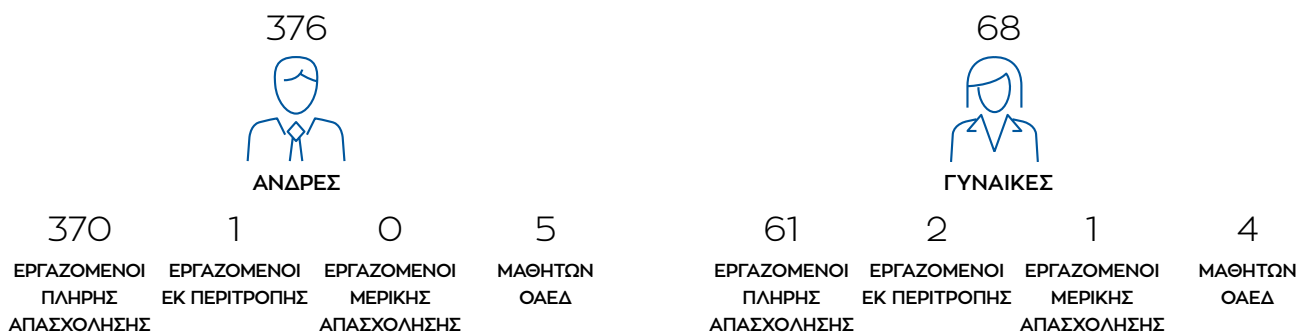 376
ΑΝΔΡΕΣ
370
ΕΡΓΑΖΟΜΕΝΟΙ
ΠΛΗΡΗΣ
ΑΠΑΣΧΟΛΗΣΗΣ
1
ΕΡΓΑΖΟΜΕΝΟΙ
ΕΚ ΠΕΡΙΤΡΟΠΗΣ
0
ΕΡΓΑΖΟΜΕΝΟΙ
ΜΕΡΙΚΗΣ
ΑΠΑΣΧΟΛΗΣΗΣ
5
ΜΑΘΗΤΩΝ
ΟΑΕΔ
68
ΓΥΝΑΙΚΕΣ
61
ΕΡΓΑΖΟΜΕΝΟΙ
ΠΛΗΡΗΣ
ΑΠΑΣΧΟΛΗΣΗΣ
2
ΕΡΓΑΖΟΜΕΝΟΙ
ΕΚ ΠΕΡΙΤΡΟΠΗΣ
1
ΕΡΓΑΖΟΜΕΝΟΙ
ΜΕΡΙΚΗΣ
ΑΠΑΣΧΟΛΗΣΗΣ
4
ΜΑΘΗΤΩΝ
ΟΑΕΔ